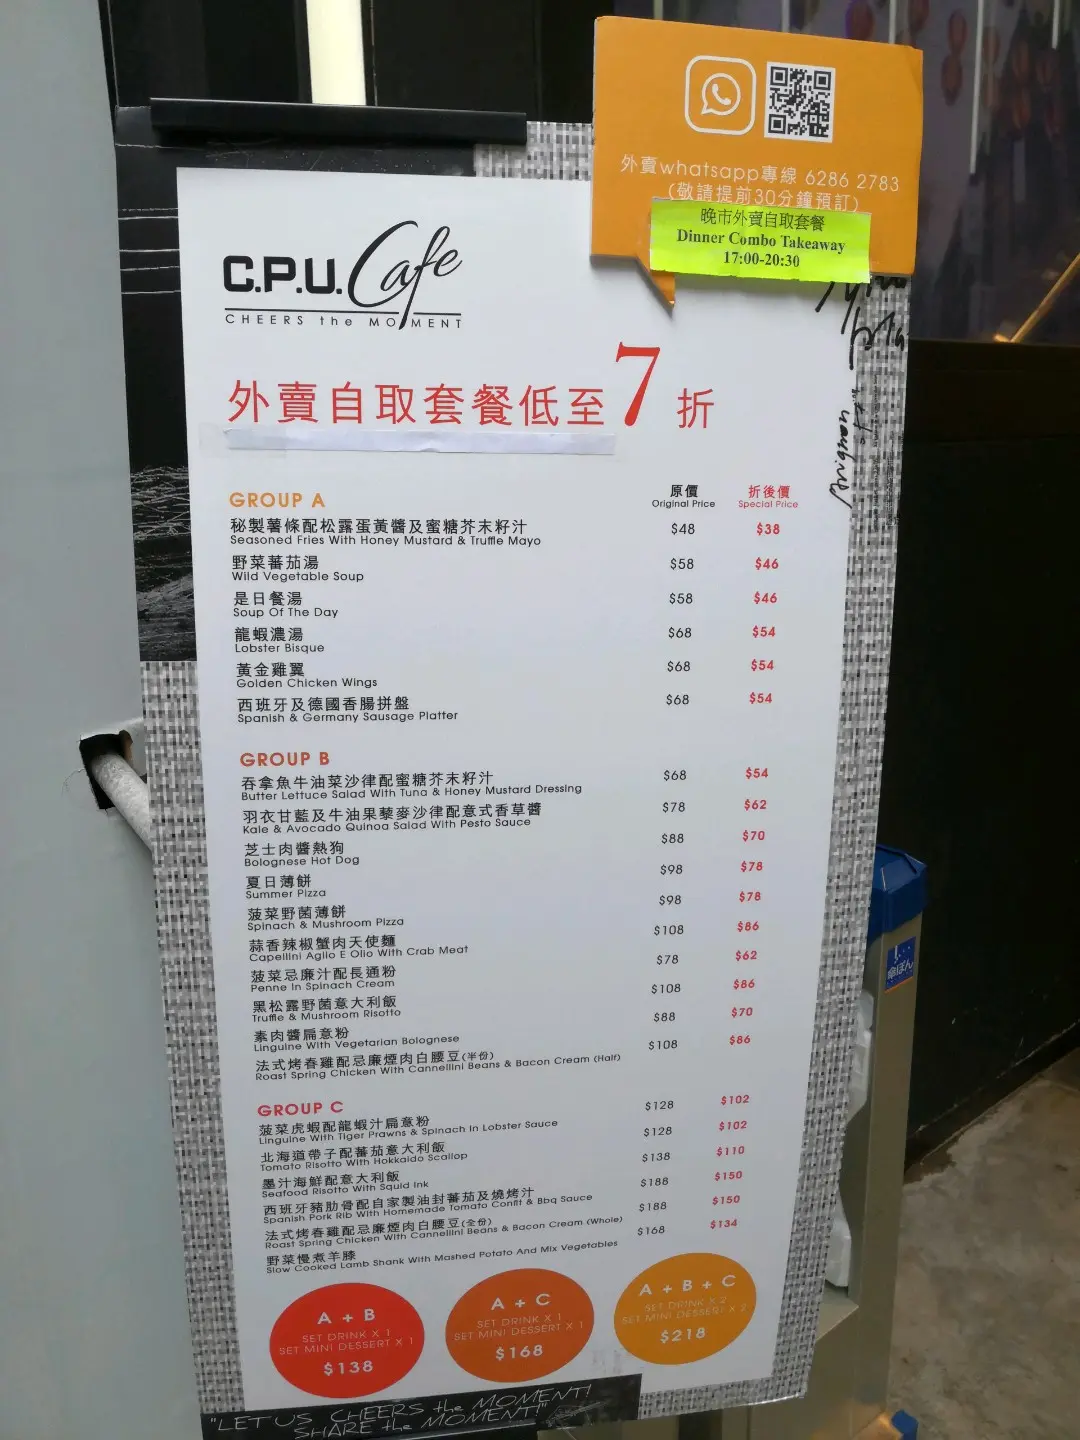 外賣whatsapp專線 6286 2783
(敬請提前30分鐘預訂)
晚市外賣自取套餐
Dinner Combo Takeaway
17:00-20:30
C.P.U. Cafe
CHEERS the MOMENT
外賣自取套餐低至7折
GROUP A 原價 折後價
Original Price Special Price
秘製薯條配松露蛋黃醬及蜜糖芥末籽汁
Seasoned Fries With Honey Mustard & Truffle Mayo $48 $38
野菜蕃茄湯
Wild Vegetable Soup $58 $46
是日餐湯
Soup Of The Day $58 $46
龍蝦濃湯
Lobster Bisque $68 $54
黃金雞翼
Golden Chicken Wings $68 $54
西班牙及德國香腸拼盤
Spanish & Germany Sausage Platter $68 $54
GROUP B
吞拿魚牛油菜沙律配蜜糖芥末籽汁
Butter Lettuce Salad With Tuna & Honey Mustard Dressing $68 $54
羽衣甘藍及牛油果藜麥沙律配意式香草醬
Kale & Avocado Quinoa Salad With Pesto Sauce $78 $62
芝士肉醬熱狗
Bolognese Hot Dog $88 $70
夏日薄餅
Summer Pizza $98 $78
菠菜野菌薄餅
Spinach & Mushroom Pizza $98 $78
蒜香辣椒蟹肉天使麵
Capellini Aglio E Olio With Crab Meat $108 $86
菠菜忌廉汁配長通粉
Penne In Spinach Cream $78 $62
黑松露野菌意大利飯
Truffle & Mushroom Risotto $108 $86
素肉醬扁意粉
Linguine With Vegetarian Bolognese $88 $70
法式烤春雞配忌廉煙肉白腰豆(半份)
Roast Spring Chicken With Cannellini Beans & Bacon Cream (Half) $108 $86
GROUP C
菠菜虎蝦配龍蝦汁扁意粉
Linguine With Tiger Prawns & Spinach In Lobster Sauce $128 $102
北海道帶子配蕃茄意大利飯
Tomato Risotto With Hokkaido Scallop $128 $102
墨汁海鮮配意大利飯
Seafood Risotto With Squid Ink $138 $110
西班牙豬肋骨配自家製油封蕃茄及燒烤汁
Spanish Pork Rib With Homemade Tomato Confit & Bbq Sauce $188 $150
法式烤春雞配忌廉煙肉白腰豆(全份)
Roast Spring Chicken With Cannellini Beans & Bacon Cream (Whole) $188 $150
野菜慢煮羊膝
Slow Cooked Lamb Shank With Mashed Potato And Mix Vegetables $168 $134
A + B
SET DRINK X 1
SET MINI DESSERT X 1
$138
A + C
SET DRINK X 1
SET MINI DESSERT X 1
$168
A + B + C
SET DRINK X 2
SET MINI DESSERT X 2
$218
"LET US CHEERS the MOMENT!
SHARE the MOMENT!"
傘ぽん